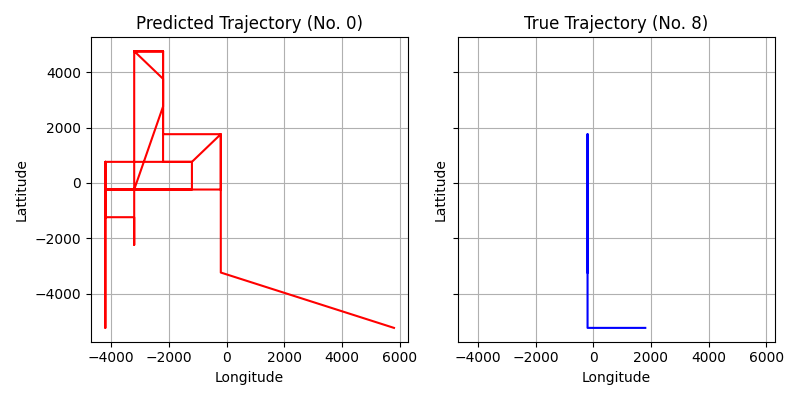 Predicted Trajectory (No. 0)
4000
2000
0
−2000
−4000
Lattitude
−4000 −2000 0 2000 4000 6000
Longitude
True Trajectory (No. 8)
Lattitude
−4000 −2000 0 2000 4000 6000
Longitude